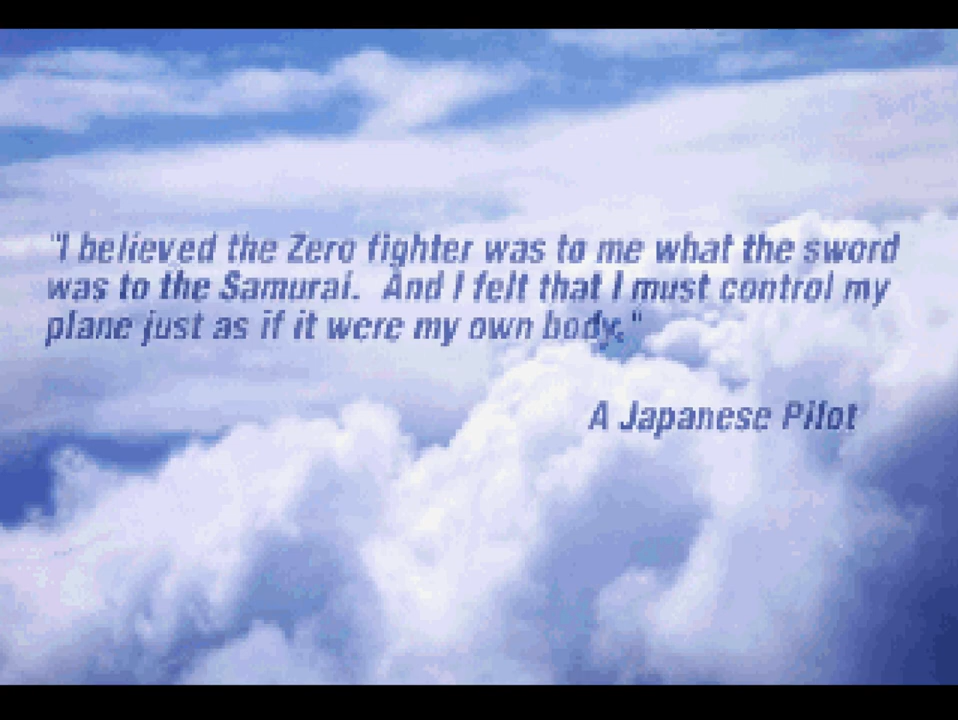 "I believed the Zero fighter was to me what the sword
was to the Samurai.  And I felt that I must control my
plane just as if it were my own body."
A Japanese Pilot